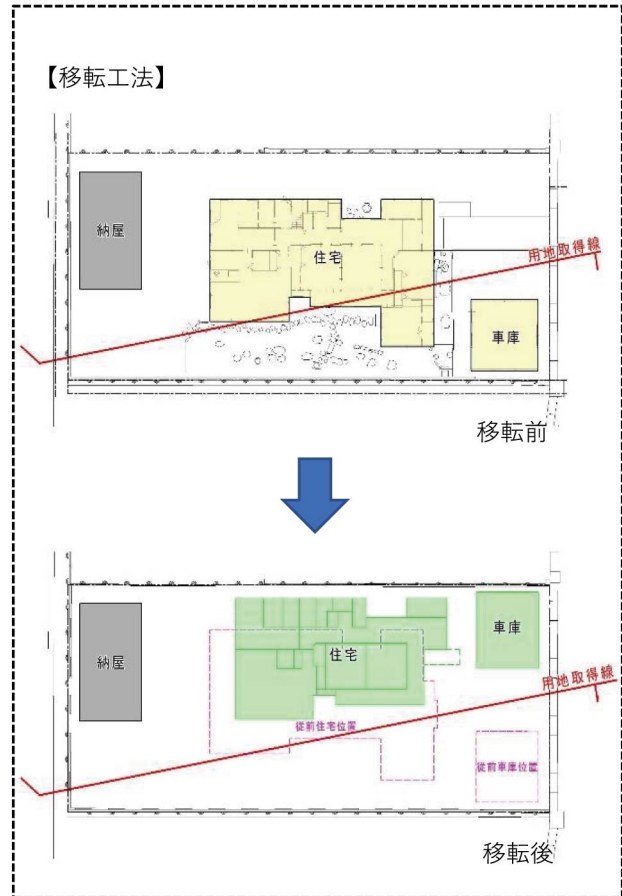 【移転工法】
納屋
住宅
用地取得線
車庫
移転前
納屋
住宅
車庫
用地取得線
従前住宅位置
従前車庫位置
移転後